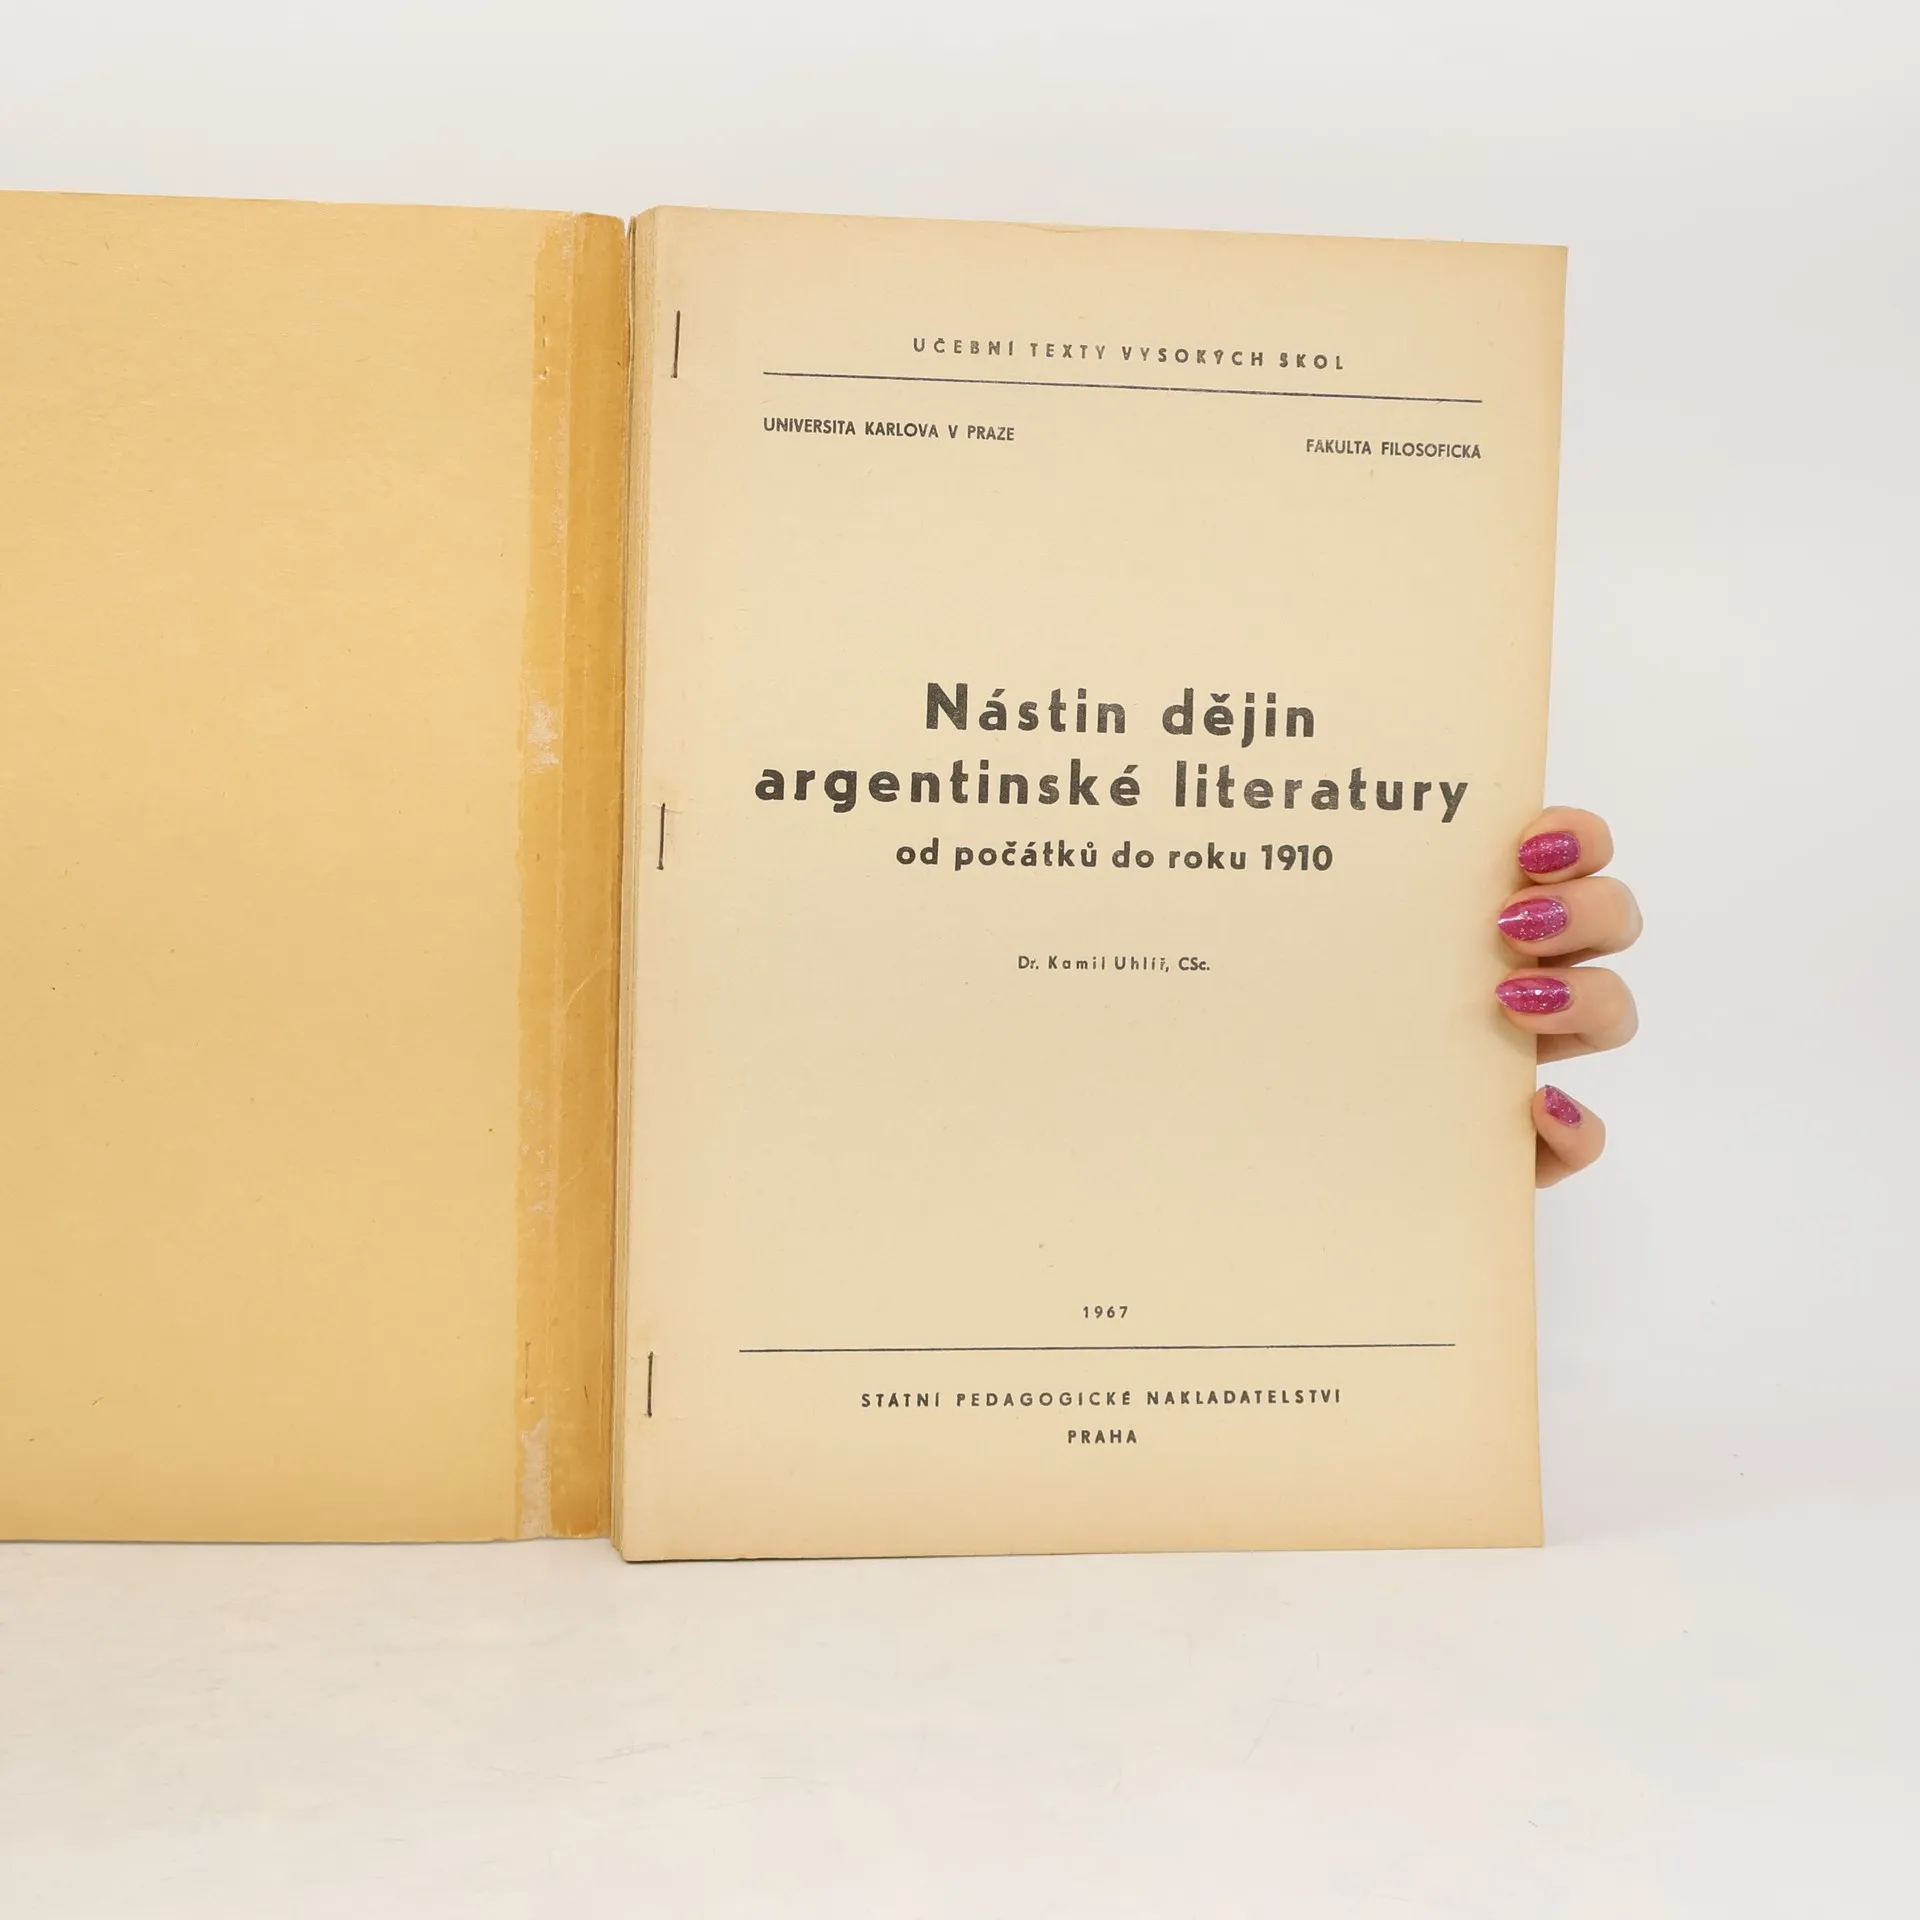 UČEBNÍ TEXTY VYSOKÝCH ŠKOL
UNIVERSITA KARLOVA V PRAZE
FAKULTA FILOSOFICKÁ
Nástin dějin
argentinské literatury
od počátků do roku 1910
Dr. Kamil Uhlíř, CSc.
1967
STÁTNÍ PEDAGOGICKÉ NAKLADATELSTVÍ
PRAHA